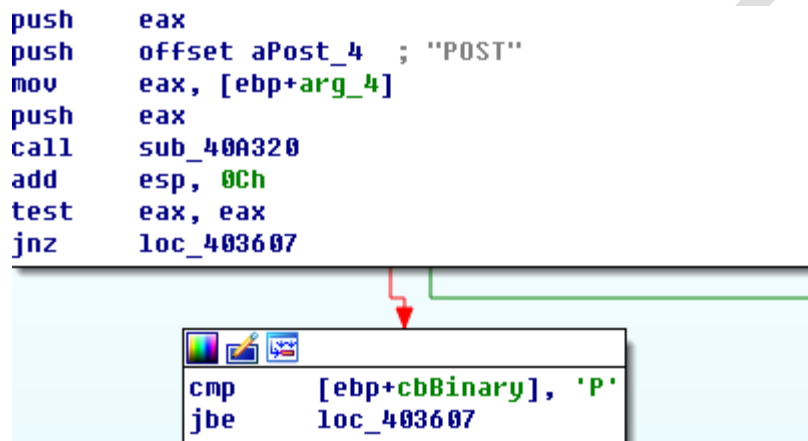 push eax
push offset aPost_4 ; "POST"
mov eax, [ebp+arg_4]
push eax
call sub_40A320
add esp, 0Ch
test eax, eax
jnz loc_403607
cmp [ebp+cbBinary], 'P'
jbe loc_403607